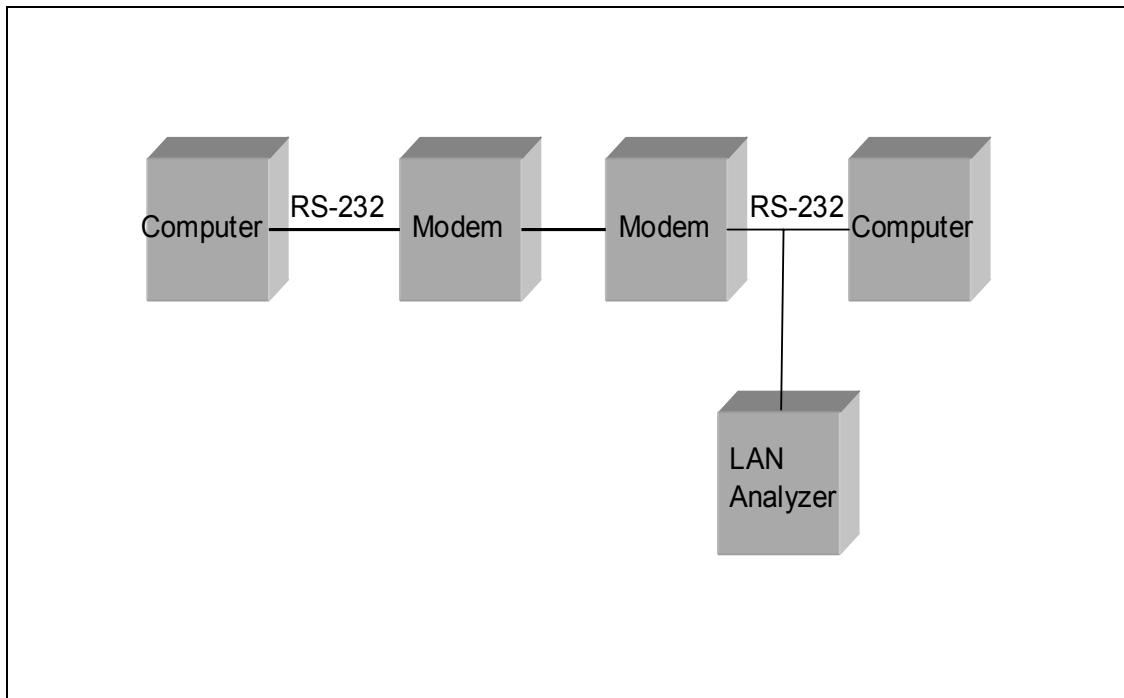 RS-232
RS-232
Computer
Modem
Modem
Computer
LAN
Analyzer